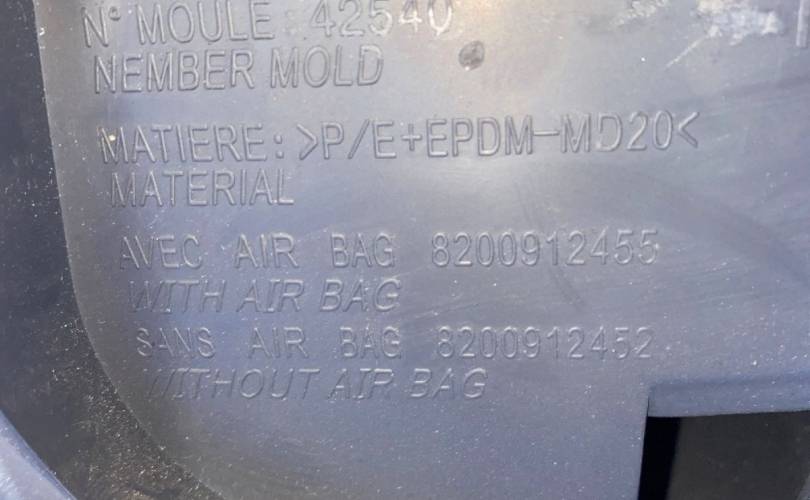 N° MOULE : 42540
NEMBER MOLD
MATIERE : >P/E+EPDM-MD20<
MATERIAL
AVEC AIR BAG 8200912455
WITH AIR BAG
SANS AIR BAG 8200912452
WITHOUT AIR BAG